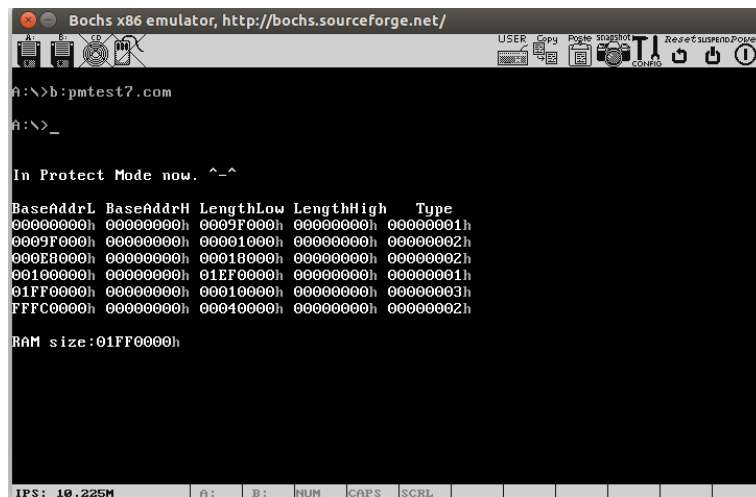 Bochs x86 emulator, http://bochs.sourceforge.net/
A: B: CD USER Copy Paste snapshot CONFIG Reset SUSPEND Power
A:\>b:pmtest7.com
A:\>_
In Protect Mode now. ^-^
BaseAddrL BaseAddrH LengthLow LengthHigh Type
00000000h 00000000h 0009F000h 00000000h 00000001h
0009F000h 00000000h 00001000h 00000000h 00000002h
000E8000h 00000000h 00018000h 00000000h 00000002h
00100000h 00000000h 01EF0000h 00000000h 00000001h
01FF0000h 00000000h 00010000h 00000000h 00000003h
FFFC0000h 00000000h 00040000h 00000000h 00000002h
RAM size:01FF0000h
IPS: 10.225M A: B: NUM CAPS SCRL